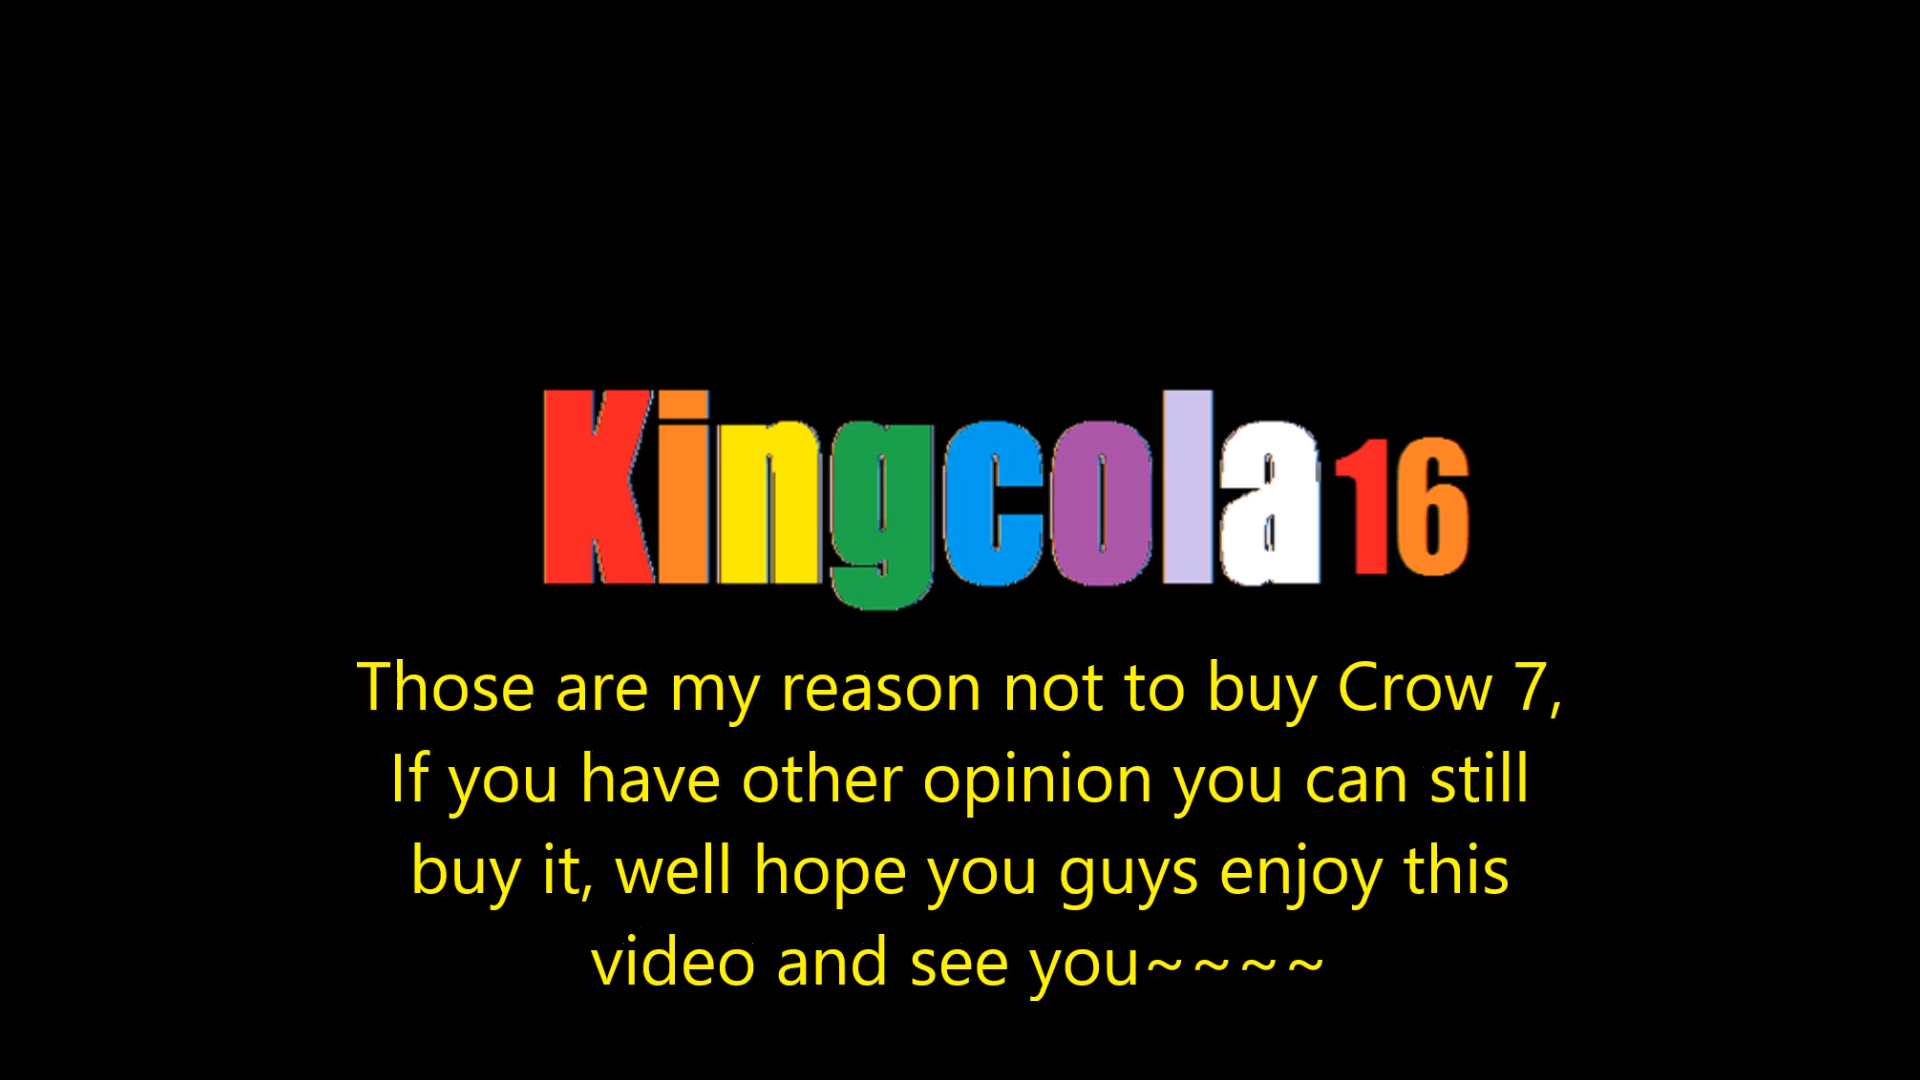 Kingcola16
Those are my reason not to buy Crow 7,
If you have other opinion you can still
buy it, well hope you guys enjoy this
video and see you~~~~